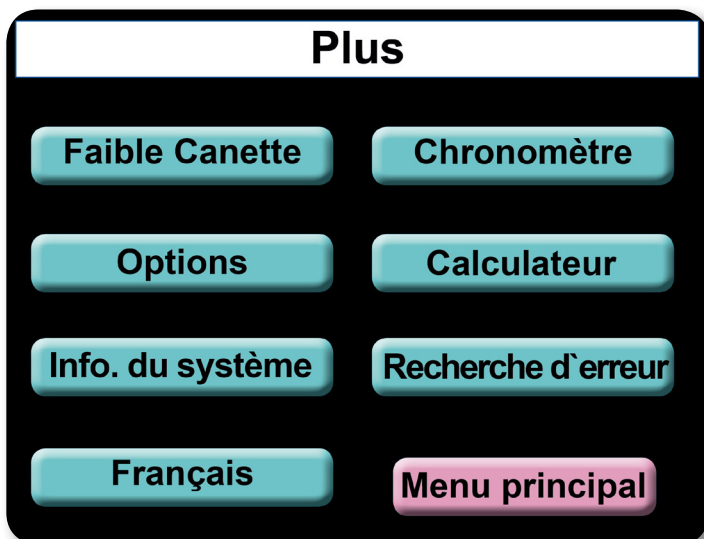 Plus
Faible Canette
Chronomètre
Options
Calculateur
Info. du système
Recherche d`erreur
Français
Menu principal